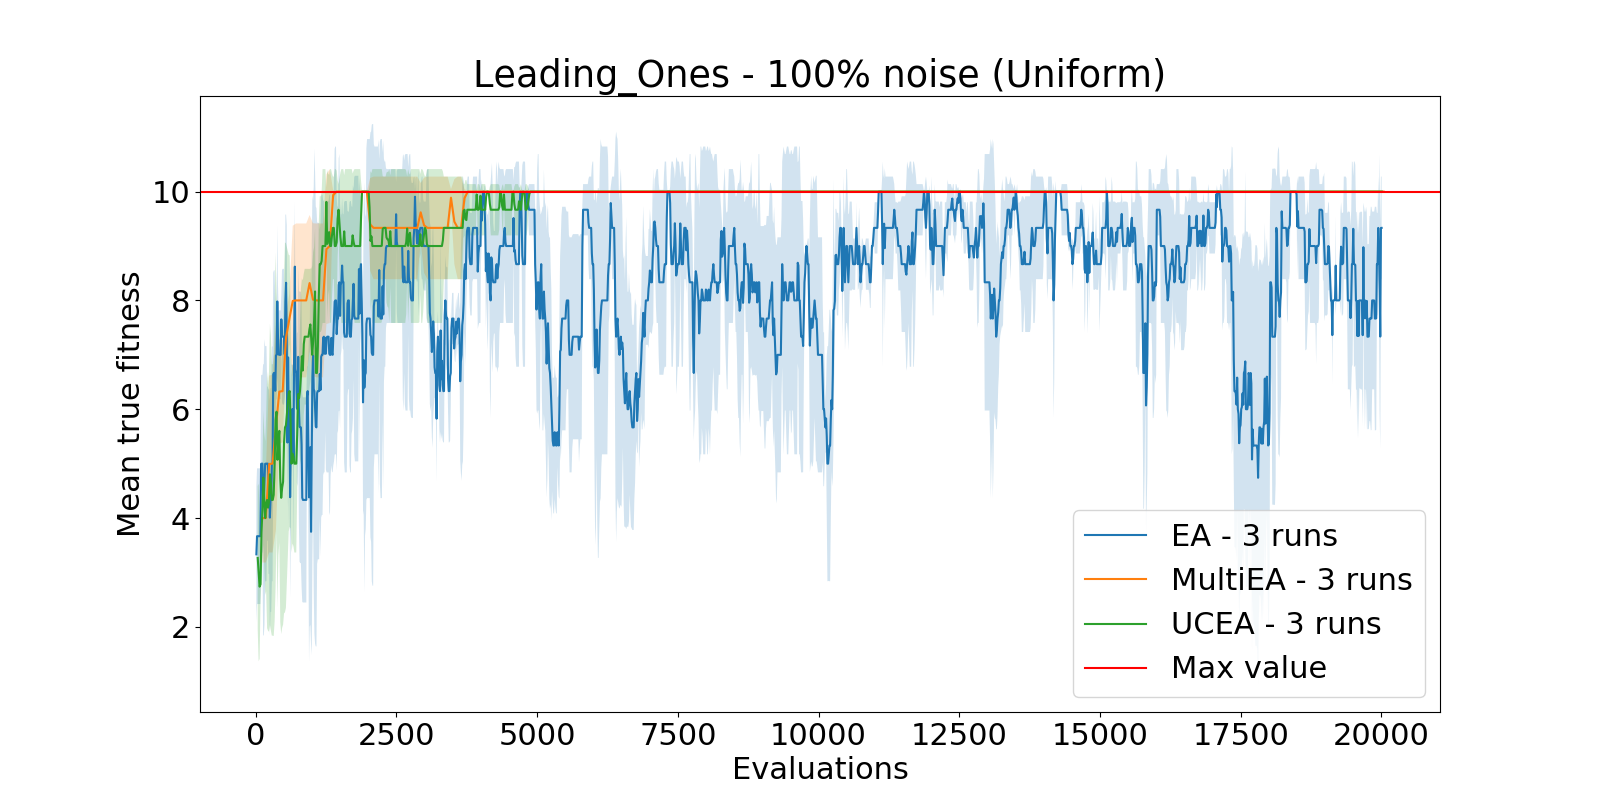 Leading_Ones - 100% noise (Uniform)
Mean true fitness
10
8
6
4
2
EA - 3 runs
MultiEA - 3 runs
UCEA - 3 runs
Max value
0 2500 5000 7500 10000 12500 15000 17500 20000
Evaluations